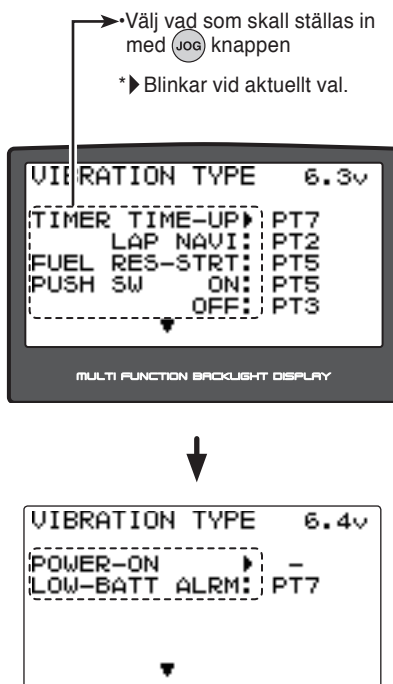 •Välj vad som skall ställas in
med JOG knappen
*▶Blinkar vid aktuellt val.
VIBRATION TYPE 6.3v
TIMER TIME-UP▶ PT7
LAP NAVI: PT2
FUEL RES-STRT: PT5
PUSH SW ON: PT5
OFF: PT3
▼
MULTI FUNCTION BACKLIGHT DISPLAY
VIBRATION TYPE 6.4v
POWER-ON ▶ –
LOW-BATT ALRM: PT7
▼